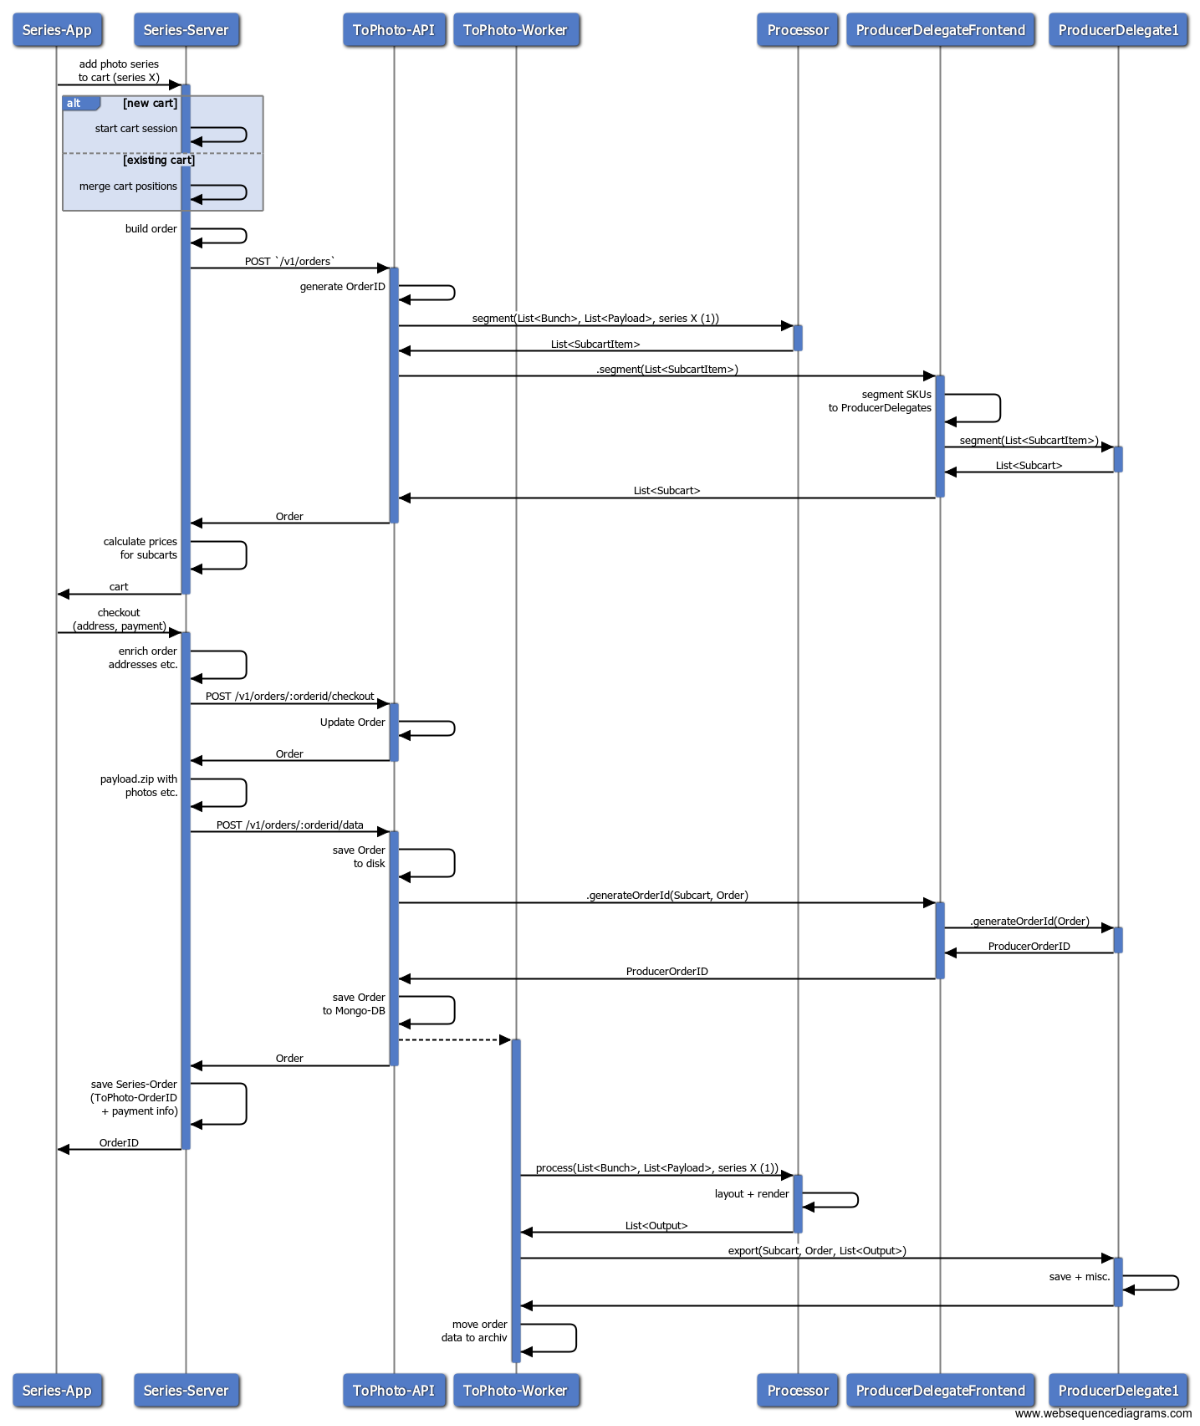 Series-App
Series-Server
ToPhoto-API
ToPhoto-Worker
Processor
ProducerDelegateFrontend
ProducerDelegate1
add photo series
to cart (series X)
alt
[new cart]
start cart session
[existing cart]
merge cart positions
build order
POST `/v1/orders`
generate OrderID
segment(List<Bunch>, List<Payload>, series X (1))
List<SubcartItem>
.segment(List<SubcartItem>)
segment SKUs
to ProducerDelegates
segment(List<SubcartItem>)
List<Subcart>
List<Subcart>
Order
calculate prices
for subcarts
cart
checkout
(address, payment)
enrich order
addresses etc.
POST /v1/orders/:orderid/checkout
Update Order
Order
payload.zip with
photos etc.
POST /v1/orders/:orderid/data
save Order
to disk
.generateOrderId(Subcart, Order)
.generateOrderId(Order)
ProducerOrderID
ProducerOrderID
save Order
to Mongo-DB
Order
save Series-Order
(ToPhoto-OrderID
+ payment info)
OrderID
process(List<Bunch>, List<Payload>, series X (1))
layout + render
List<Output>
export(Subcart, Order, List<Output>)
save + misc.
move order
data to archiv
Series-App
Series-Server
ToPhoto-API
ToPhoto-Worker
Processor
ProducerDelegateFrontend
ProducerDelegate1
www.websequencediagrams.com